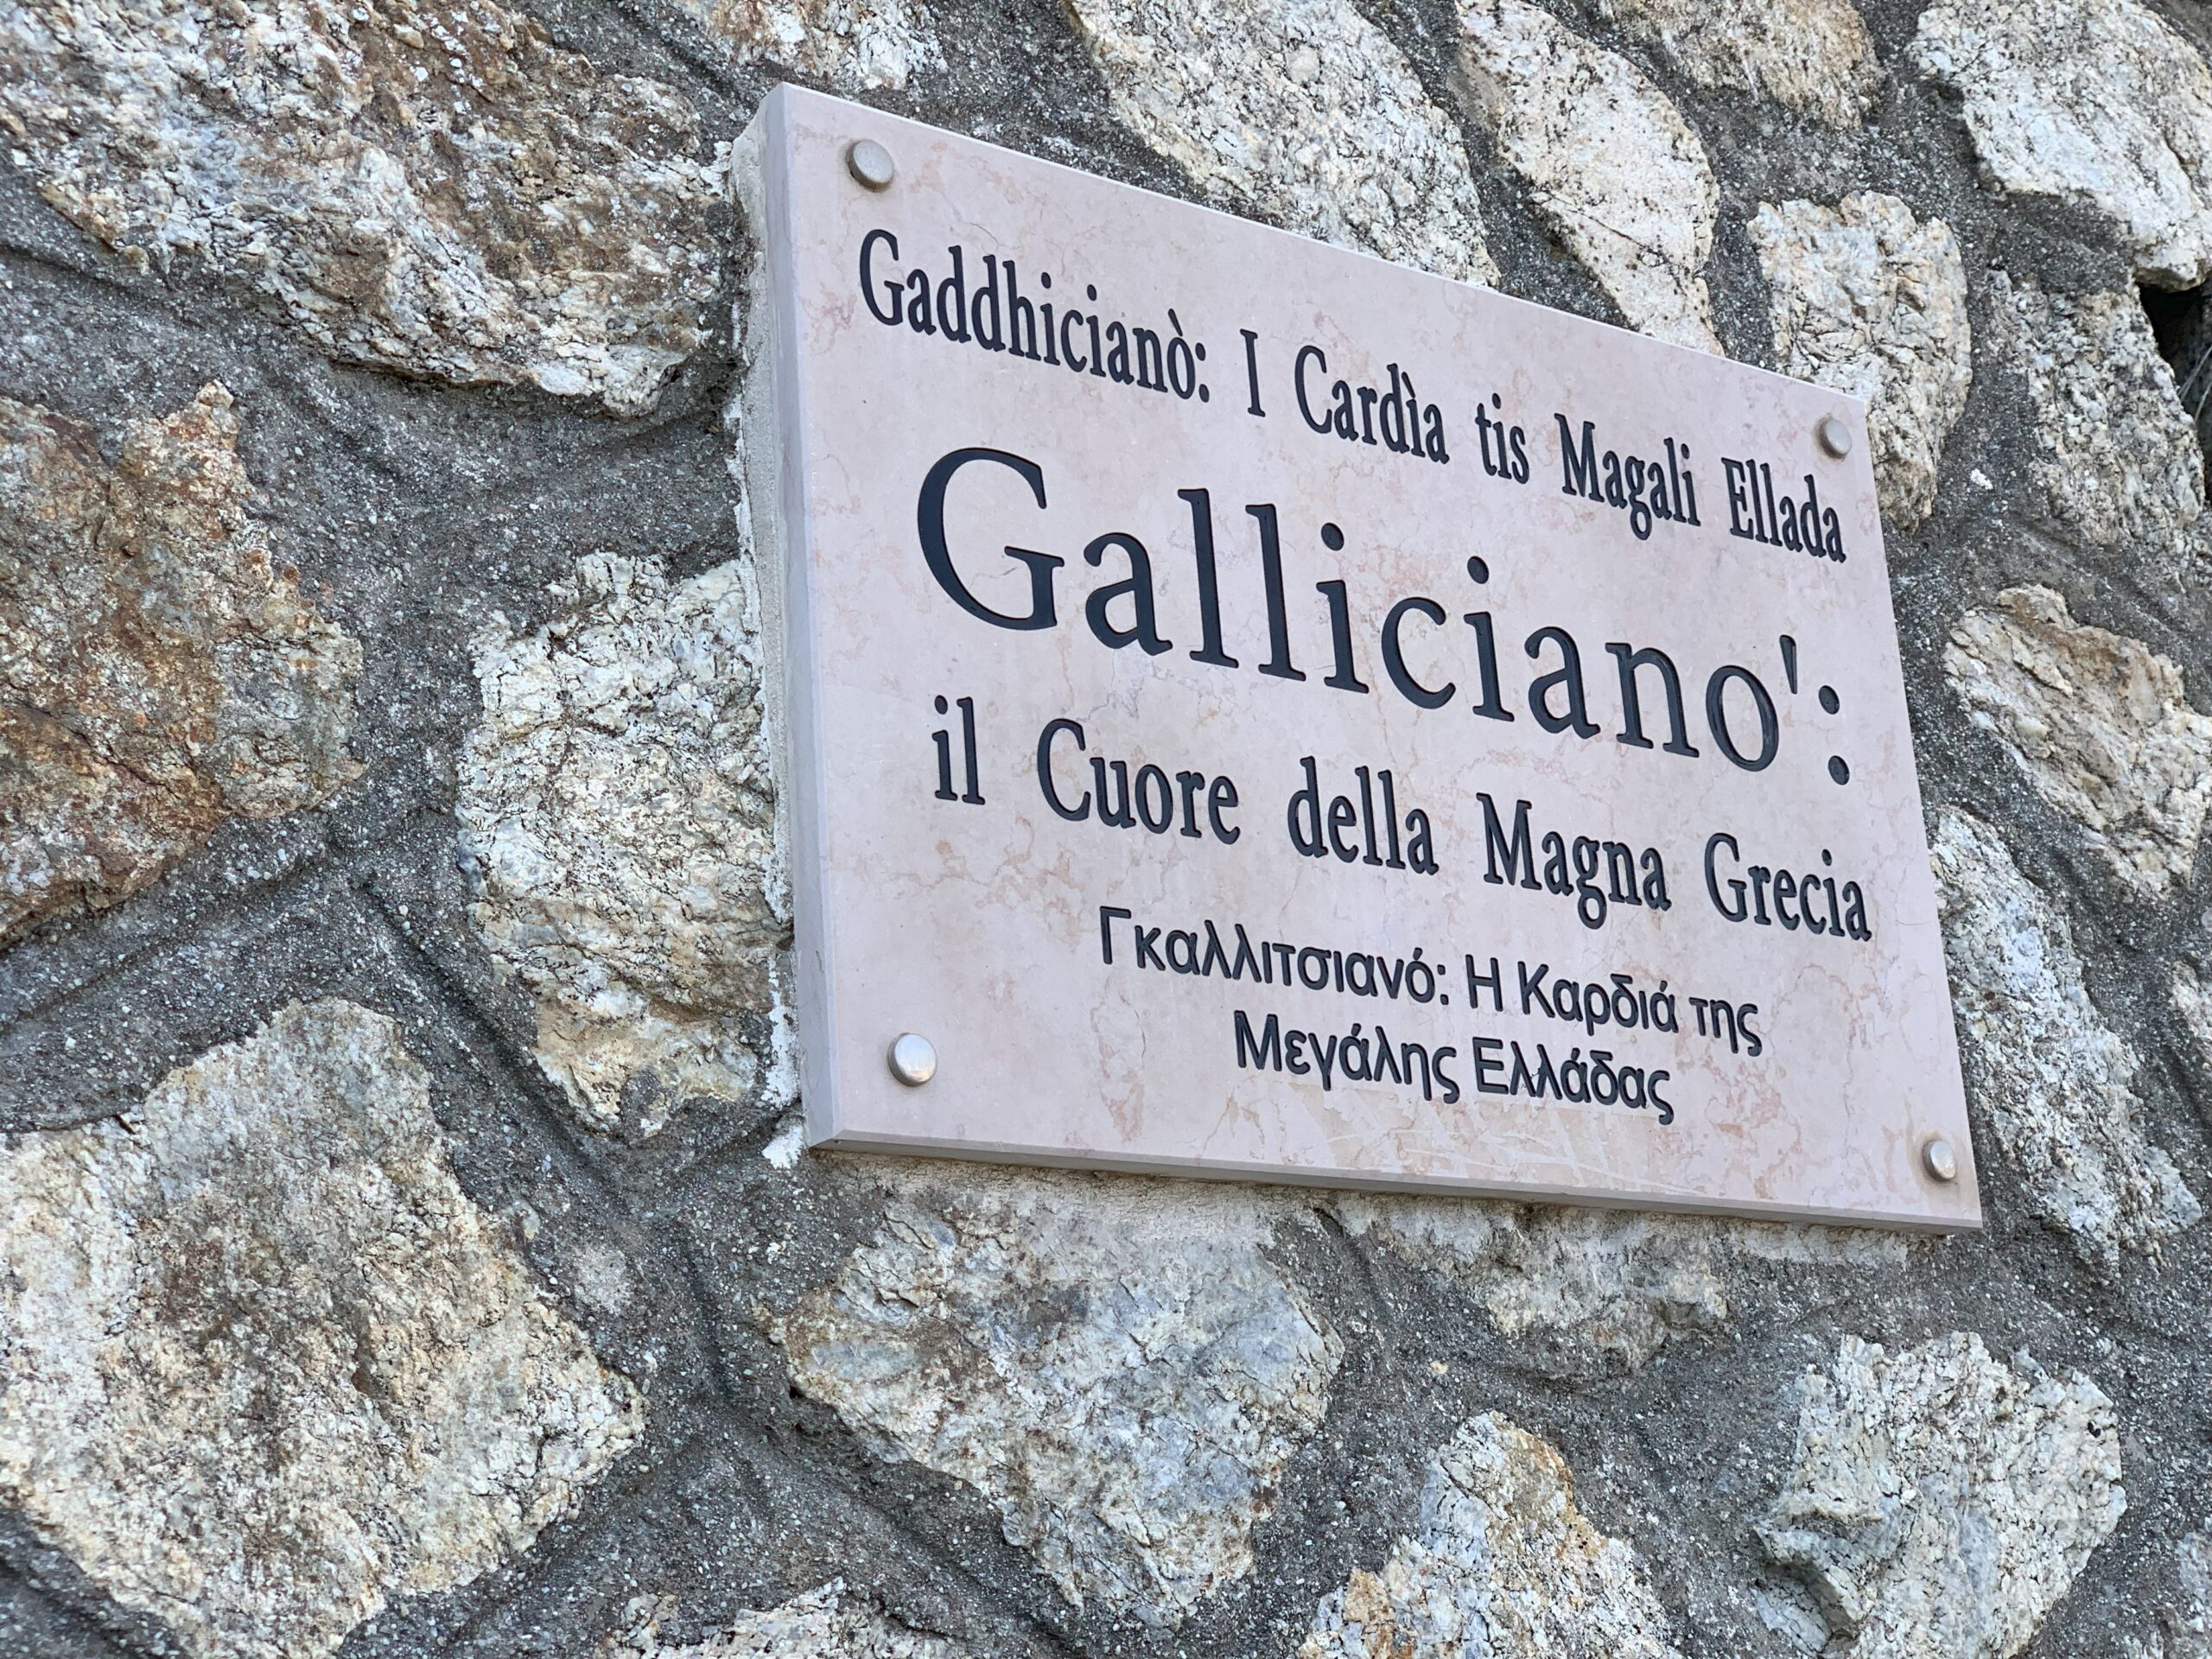 Gaddhicianò: I Cardìa tis Magali Ellada
Galliciano':
il Cuore della Magna Grecia
Γκαλλιτσιανό: Η Καρδιά της
Μεγάλης Ελλάδας